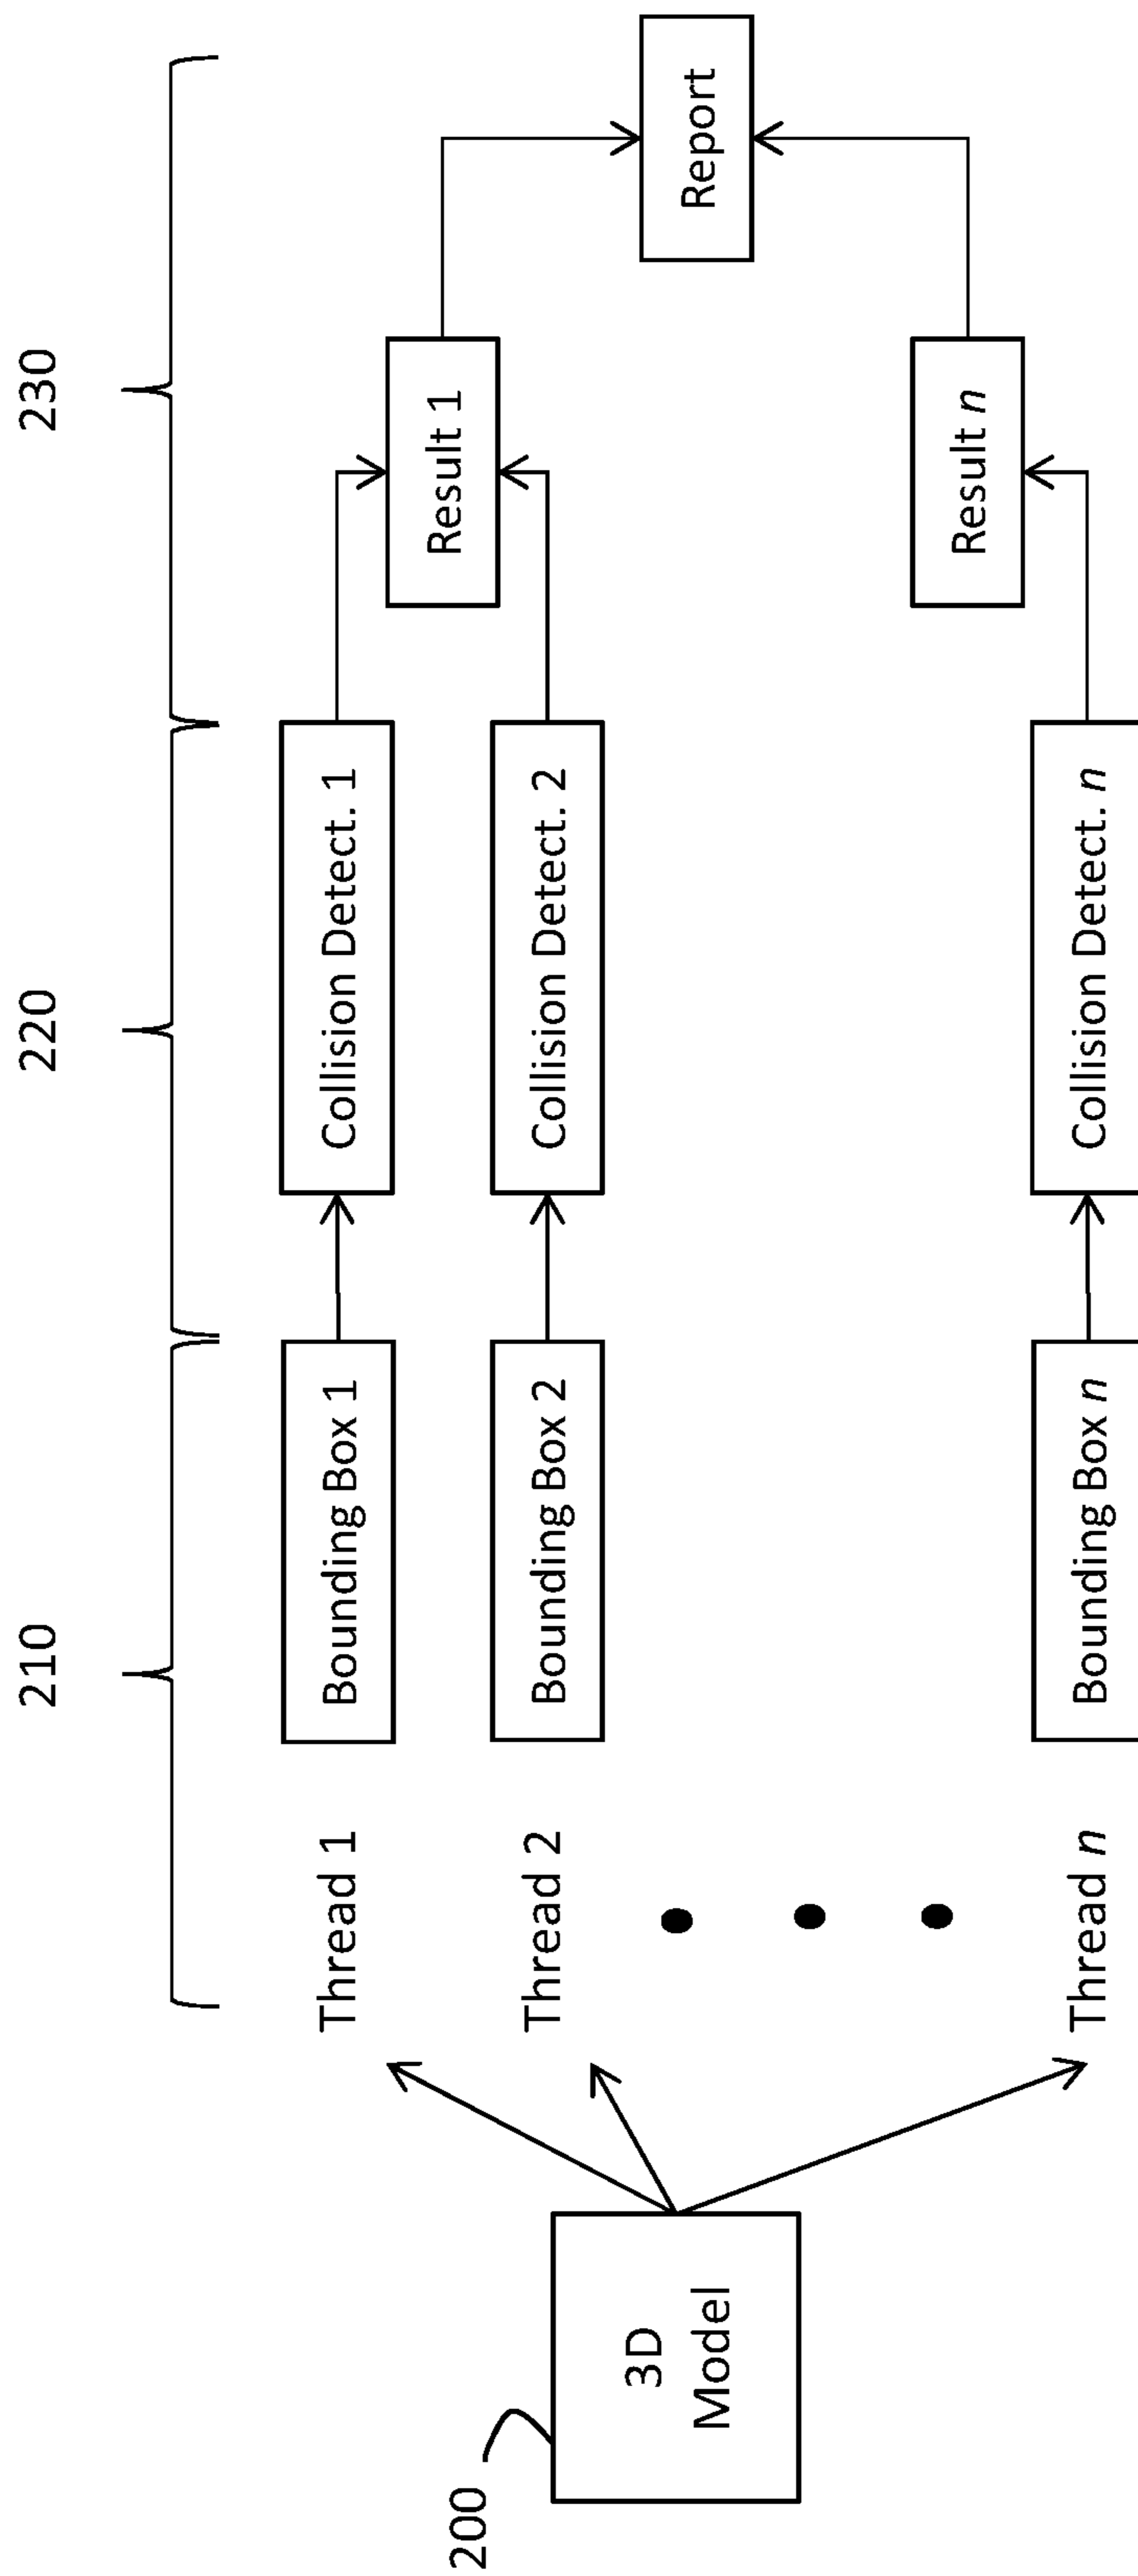 210
220
230
Thread 1
Bounding Box 1
Collision Detect. 1
Result 1
Thread 2
Bounding Box 2
Collision Detect. 2
Report
200
3D
Model
Result n
Thread n
Bounding Box n
Collision Detect. n